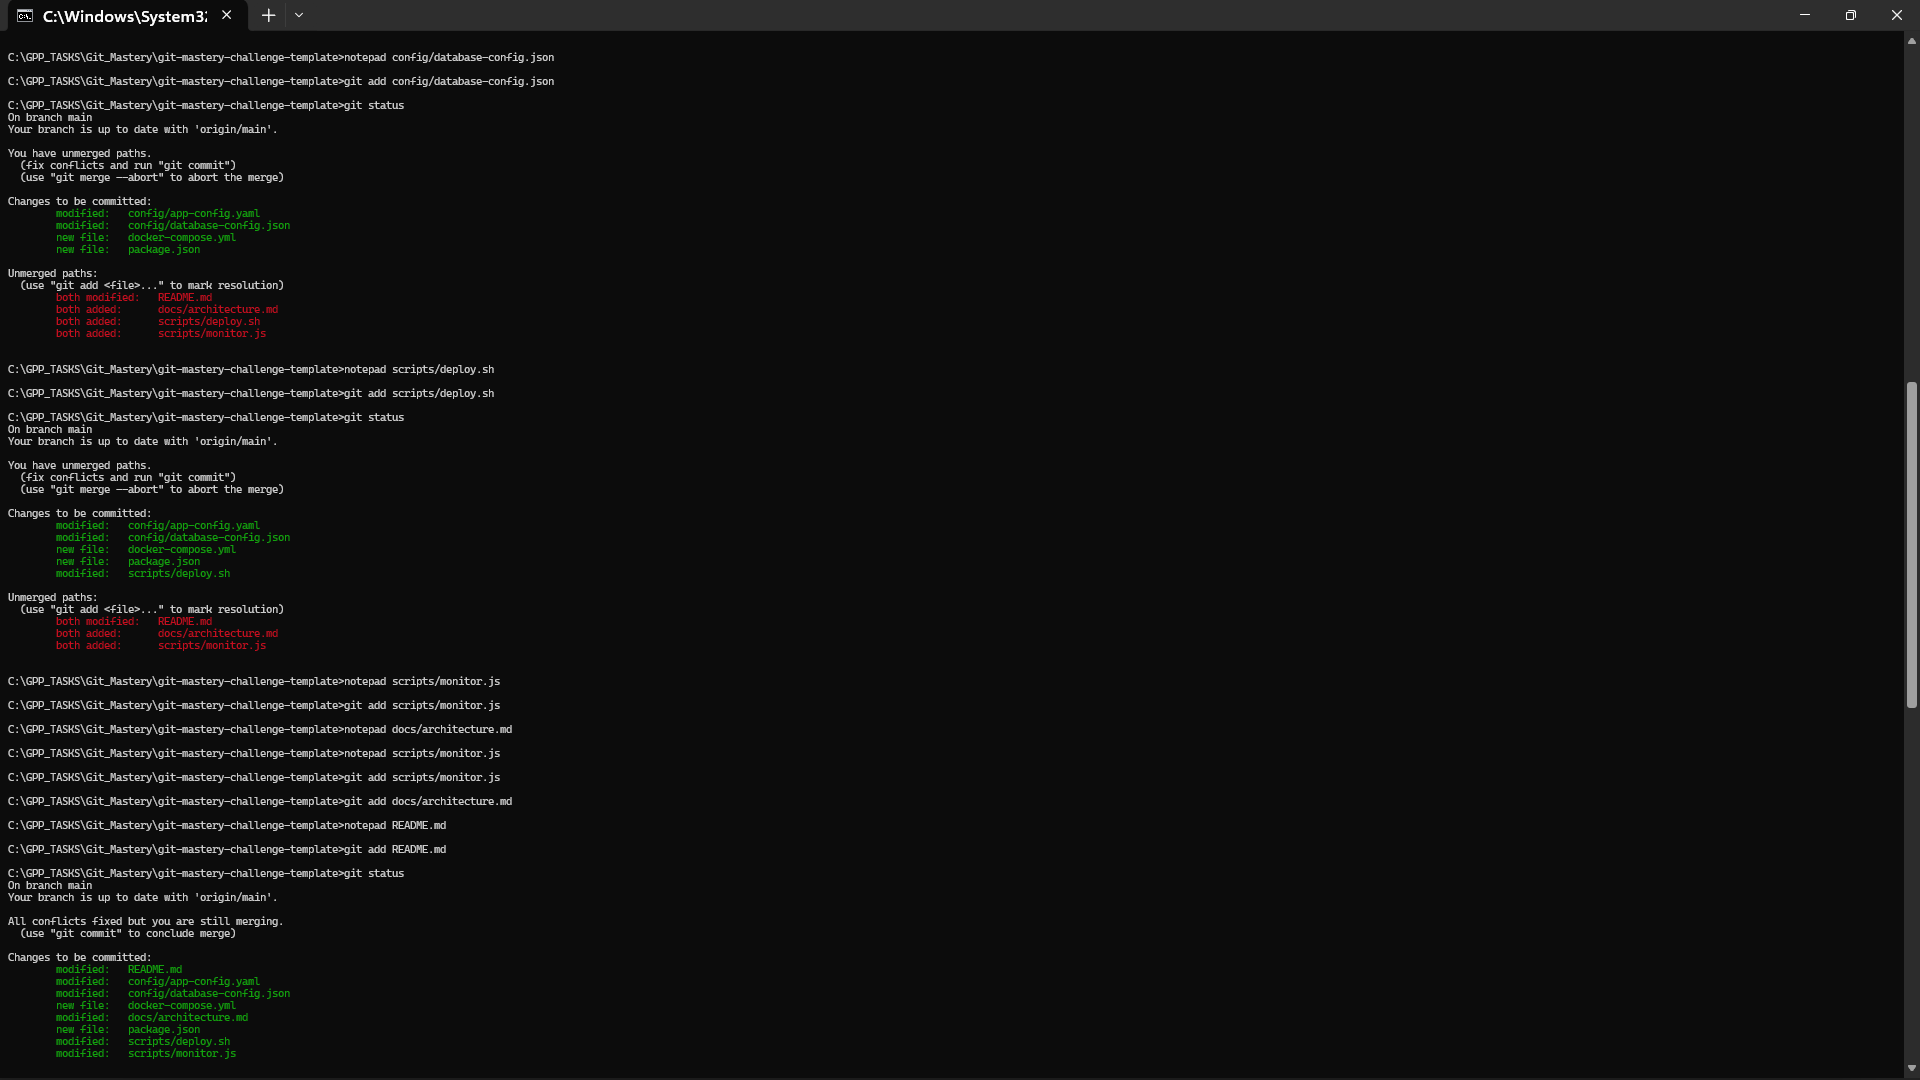 C:\Windows\System32
C:\GPP_TASKS\Git_Mastery\git-mastery-challenge-template>notepad config/database-config.json
C:\GPP_TASKS\Git_Mastery\git-mastery-challenge-template>git add config/database-config.json
C:\GPP_TASKS\Git_Mastery\git-mastery-challenge-template>git status
On branch main
Your branch is up to date with 'origin/main'.
You have unmerged paths.
  (fix conflicts and run "git commit")
  (use "git merge --abort" to abort the merge)
Changes to be committed:
        modified:   config/app-config.yaml
        modified:   config/database-config.json
        new file:   docker-compose.yml
        new file:   package.json
Unmerged paths:
  (use "git add <file>..." to mark resolution)
        both modified:   README.md
        both added:      docs/architecture.md
        both added:      scripts/deploy.sh
        both added:      scripts/monitor.js
C:\GPP_TASKS\Git_Mastery\git-mastery-challenge-template>notepad scripts/deploy.sh
C:\GPP_TASKS\Git_Mastery\git-mastery-challenge-template>git add scripts/deploy.sh
C:\GPP_TASKS\Git_Mastery\git-mastery-challenge-template>git status
On branch main
Your branch is up to date with 'origin/main'.
You have unmerged paths.
  (fix conflicts and run "git commit")
  (use "git merge --abort" to abort the merge)
Changes to be committed:
        modified:   config/app-config.yaml
        modified:   config/database-config.json
        new file:   docker-compose.yml
        new file:   package.json
        modified:   scripts/deploy.sh
Unmerged paths:
  (use "git add <file>..." to mark resolution)
        both modified:   README.md
        both added:      docs/architecture.md
        both added:      scripts/monitor.js
C:\GPP_TASKS\Git_Mastery\git-mastery-challenge-template>notepad scripts/monitor.js
C:\GPP_TASKS\Git_Mastery\git-mastery-challenge-template>git add scripts/monitor.js
C:\GPP_TASKS\Git_Mastery\git-mastery-challenge-template>notepad docs/architecture.md
C:\GPP_TASKS\Git_Mastery\git-mastery-challenge-template>notepad scripts/monitor.js
C:\GPP_TASKS\Git_Mastery\git-mastery-challenge-template>git add scripts/monitor.js
C:\GPP_TASKS\Git_Mastery\git-mastery-challenge-template>git add docs/architecture.md
C:\GPP_TASKS\Git_Mastery\git-mastery-challenge-template>notepad README.md
C:\GPP_TASKS\Git_Mastery\git-mastery-challenge-template>git add README.md
C:\GPP_TASKS\Git_Mastery\git-mastery-challenge-template>git status
On branch main
Your branch is up to date with 'origin/main'.
All conflicts fixed but you are still merging.
  (use "git commit" to conclude merge)
Changes to be committed:
        modified:   README.md
        modified:   config/app-config.yaml
        modified:   config/database-config.json
        new file:   docker-compose.yml
        modified:   docs/architecture.md
        new file:   package.json
        modified:   scripts/deploy.sh
        modified:   scripts/monitor.js